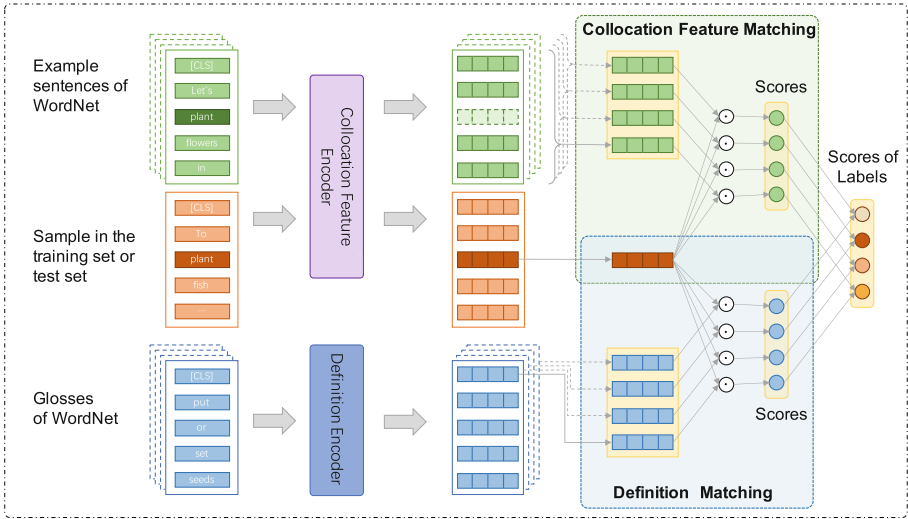 Collocation Feature Matching
Example
sentences of
WordNet
[CLS]
Let's
plant
flowers
in
Collocation Feature
Encoder
Scores
Scores of
Labels
Sample in the
training set or
test set
[CLS]
To
plant
fish
...
Glosses
of WordNet
[CLS]
put
or
set
seeds
Definition Encoder
Scores
Definition Matching